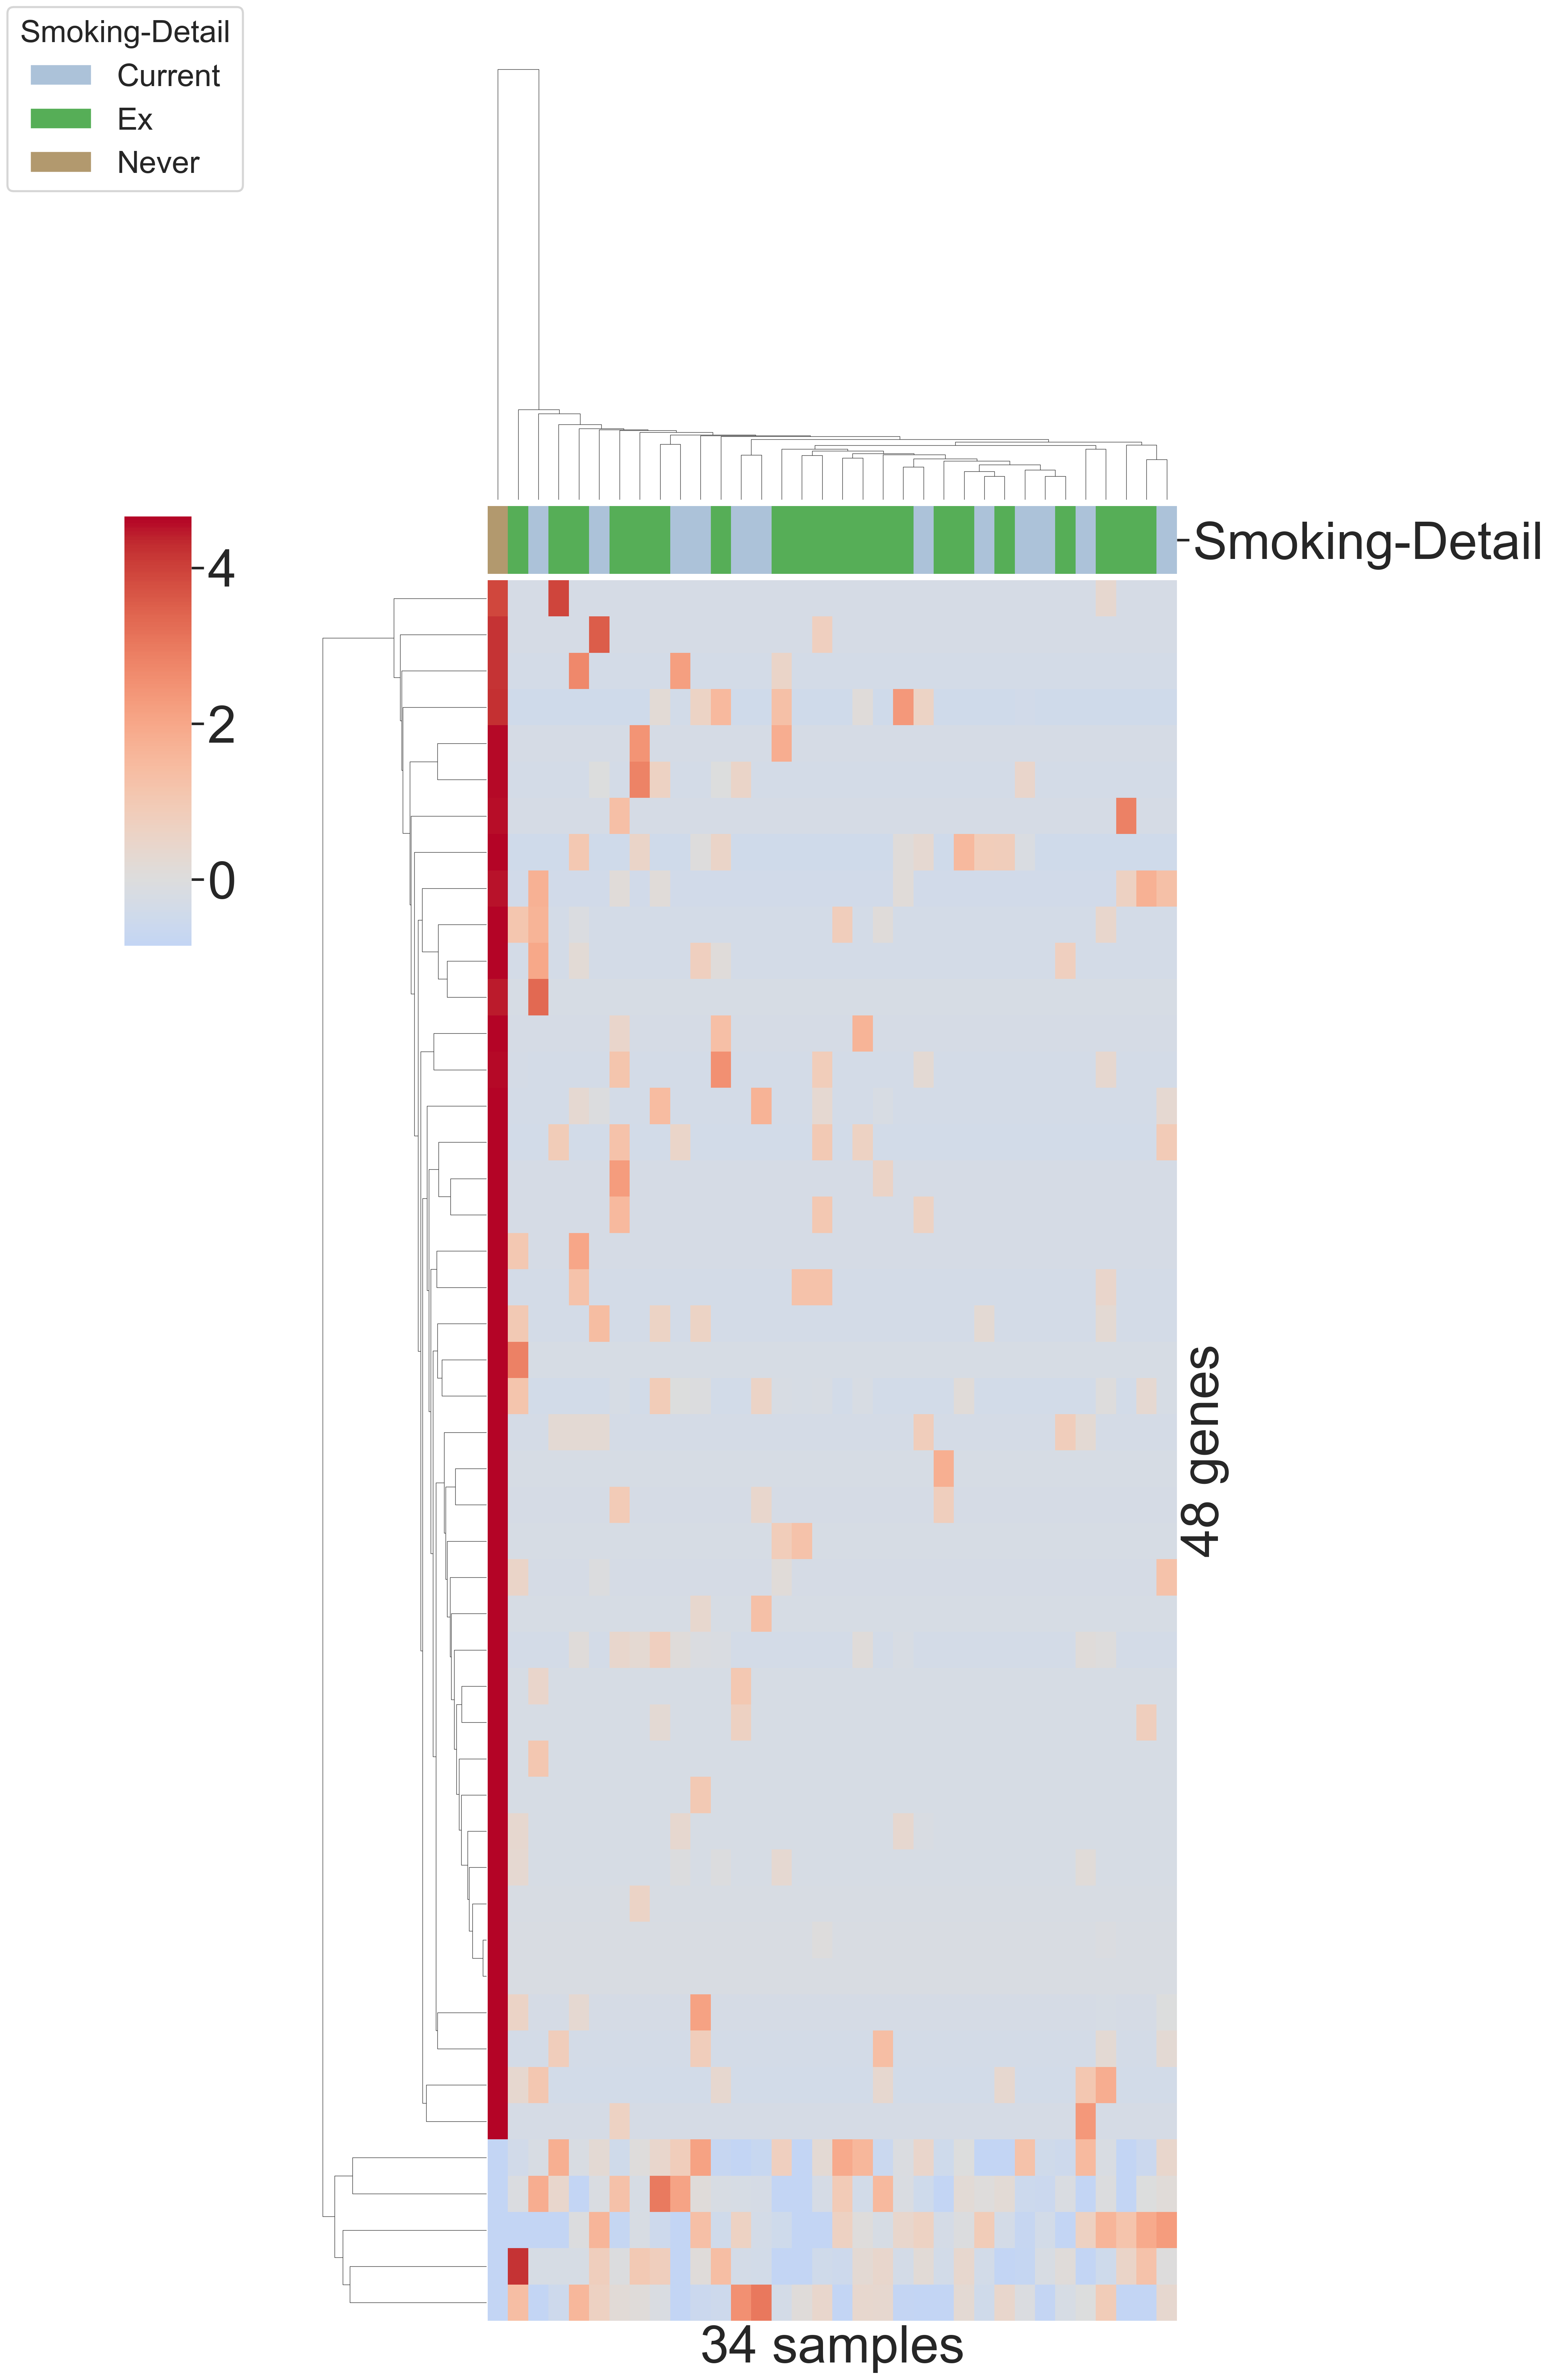 Smoking-Detail
Current
Ex
Never
Smoking-Detail
4
2
0
48 genes
34 samples